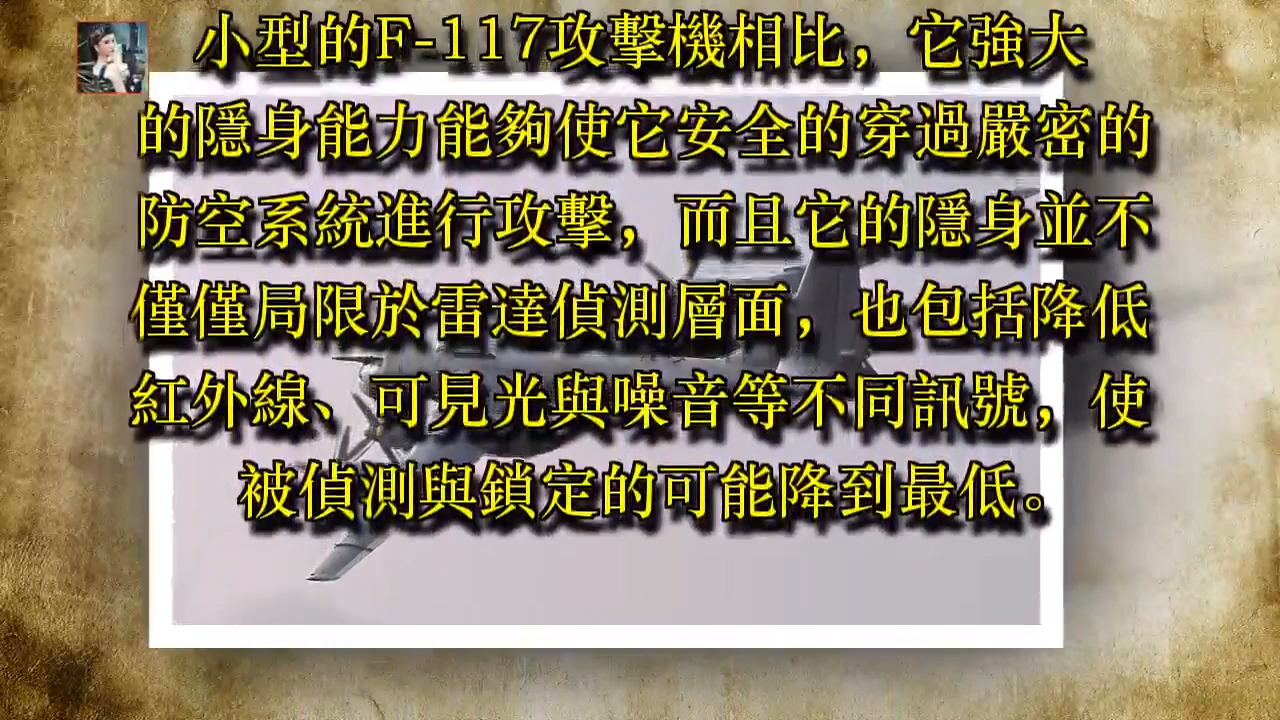 小型的F-117攻擊機相比，它強大
的隱身能力能夠使它安全的穿過嚴密的
防空系統進行攻擊，而且它的隱身並不
僅僅局限於雷達偵測層面，也包括降低
紅外線、可見光與噪音等不同訊號，使
被偵測與鎖定的可能降到最低。